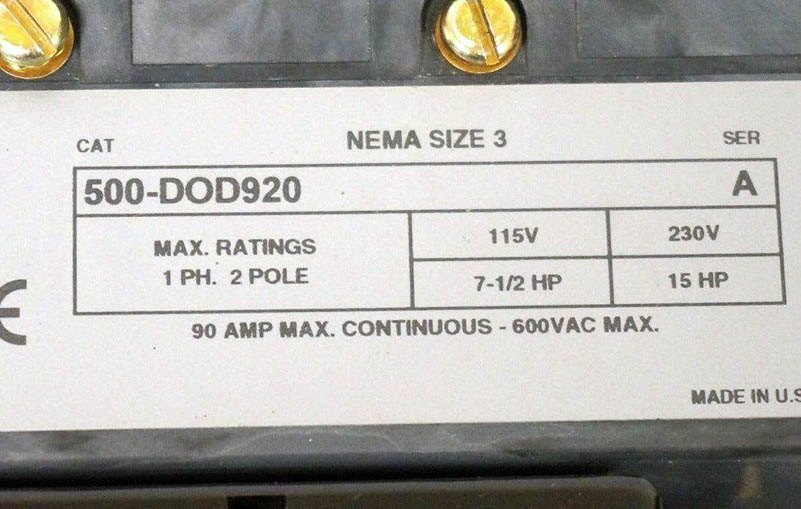 CAT NEMA SIZE 3 SER
500-DOD920 A
MAX. RATINGS
1 PH. 2 POLE
115V 230V
7-1/2 HP 15 HP
90 AMP MAX. CONTINUOUS - 600VAC MAX.
MADE IN U.S